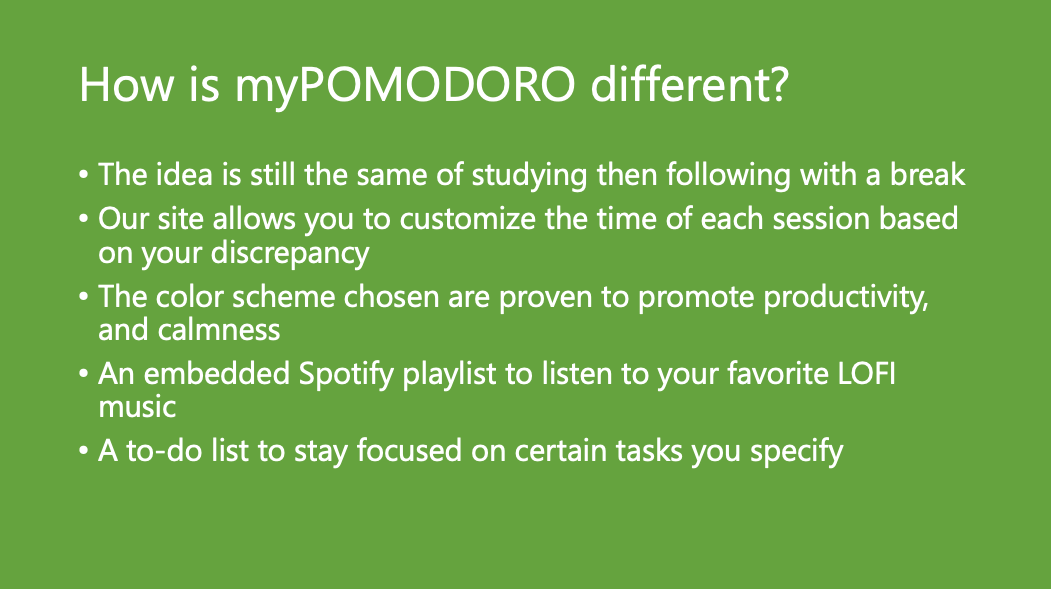 How is myPOMODORO different?
• The idea is still the same of studying then following with a break
• Our site allows you to customize the time of each session based
on your discrepancy
• The color scheme chosen are proven to promote productivity,
and calmness
• An embedded Spotify playlist to listen to your favorite LOFI
music
• A to-do list to stay focused on certain tasks you specify